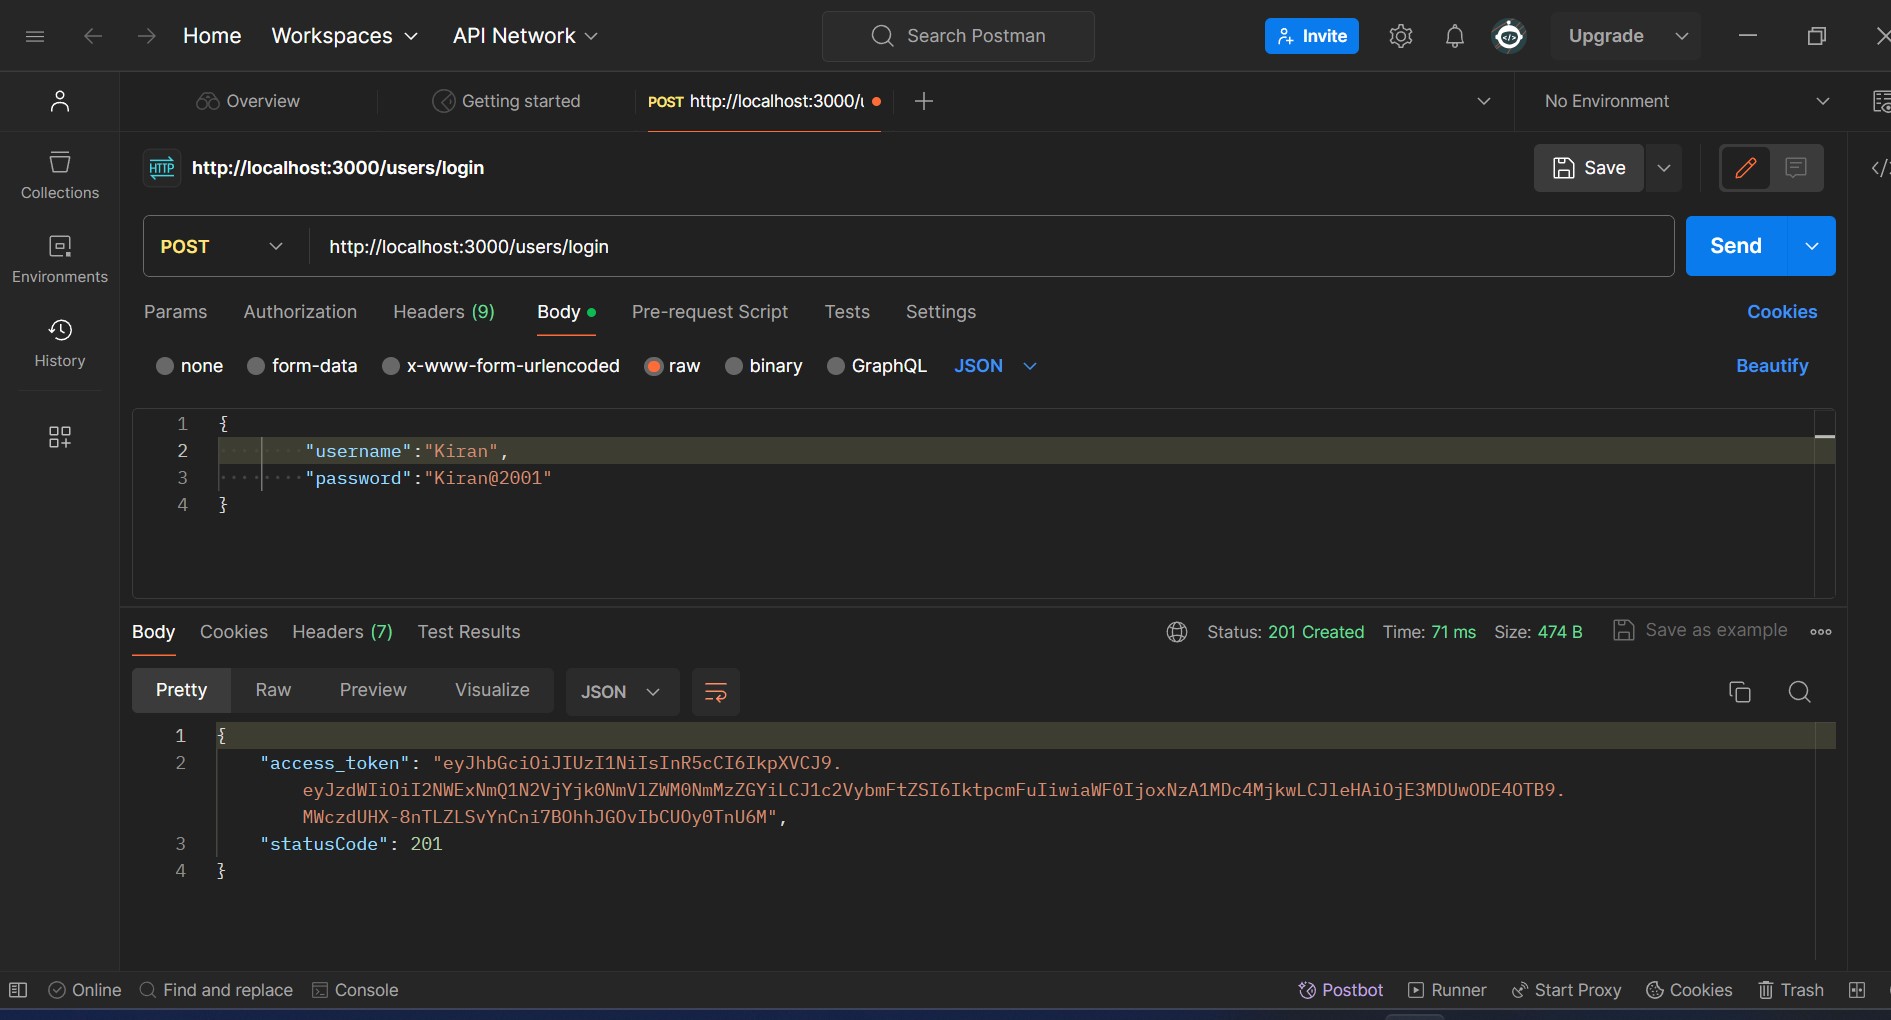 Home Workspaces API Network Search Postman Invite Upgrade
Overview Getting started POST http://localhost:3000/u No Environment
HTTP http://localhost:3000/users/login Save
Collections
POST http://localhost:3000/users/login Send
Environments
Params Authorization Headers (9) Body Pre-request Script Tests Settings Cookies
History
none form-data x-www-form-urlencoded raw binary GraphQL JSON Beautify
1 {
2 "username":"Kiran",
3 "password":"Kiran@2001"
4 }
Body Cookies Headers (7) Test Results Status: 201 Created Time: 71 ms Size: 474 B Save as example
Pretty Raw Preview Visualize JSON
1 {
2 "access_token": "eyJhbGciOiJIUzI1NiIsInR5cCI6IkpXVCJ9.
eyJzdWIiOiI2NWExNmQ1N2VjYjk0NmVlZWM0NmMzZGYiLCJ1c2VybmFtZSI6IktpcmFuIiwiaWF0IjoxNzA1MDc4MjkwLCJleHAiOjE3MDUwODE4OTB9.
MWczdUHX-8nTLZLSvYnCni7BOhhJGOvIbCUOy0TnU6M",
3 "statusCode": 201
4 }
Online Find and replace Console Postbot Runner Start Proxy Cookies Trash